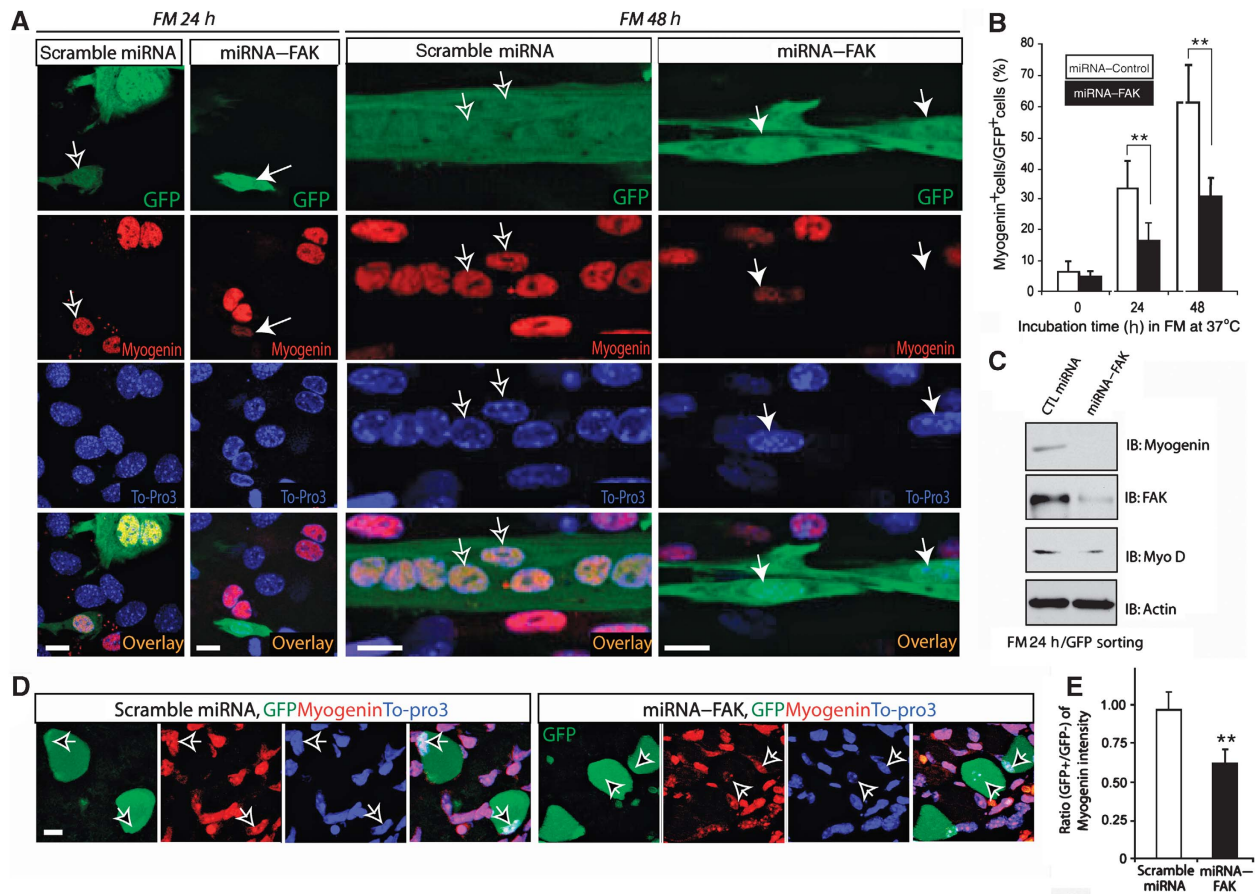 A
FM 24 h
FM 48 h
Scramble miRNA
miRNA–FAK
Scramble miRNA
miRNA–FAK
GFP
GFP
GFP
GFP
Myogenin
Myogenin
Myogenin
Myogenin
To-Pro3
To-Pro3
To-Pro3
To-Pro3
Overlay
Overlay
Overlay
Overlay
B
Myogenin+cells/GFP+cells (%)
80
70
60
50
40
30
20
10
0
miRNA–Control
miRNA–FAK
**
**
0
24
48
Incubation time (h) in FM at 37°C
C
CTL miRNA
miRNA–FAK
IB: Myogenin
IB: FAK
IB: Myo D
IB: Actin
FM 24 h/GFP sorting
D
Scramble miRNA, GFPMyogeninTo-pro3
miRNA–FAK, GFPMyogeninTo-pro3
GFP
E
Ratio (GFP+/GFP-) of
Myogenin intensity
1.00
0.75
0.50
0.25
0
**
Scramble
miRNA
miRNA–
FAK